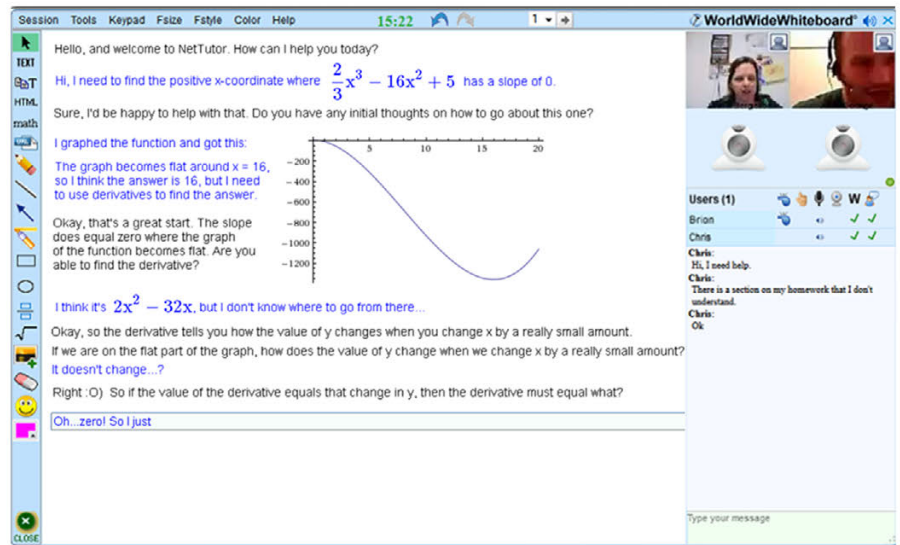 Session Tools Keypad Fsize Fstyle Color Help 15:22 1 WorldWideWhiteboard®
TEXT
HTML
math
CLOSE
Hello, and welcome to NetTutor. How can I help you today?
Hi, I need to find the positive x-coordinate where 2/3 x³ − 16x² + 5 has a slope of 0.
Sure, I'd be happy to help with that. Do you have any initial thoughts on how to go about this one?
I graphed the function and got this:
The graph becomes flat around x = 16,
so I think the answer is 16, but I need
to use derivatives to find the answer.
Okay, that's a great start. The slope
does equal zero where the graph
of the function becomes flat. Are you
able to find the derivative?
5 10 15 20
−200
−400
−600
−800
−1000
−1200
I think it's 2x² − 32x, but I don't know where to go from there...
Okay, so the derivative tells you how the value of y changes when you change x by a really small amount.
If we are on the flat part of the graph, how does the value of y change when we change x by a really small amount?
It doesn't change...?
Right :O) So if the value of the derivative equals that change in y, then the derivative must equal what?
Oh...zero! So I just
Users (1) W
Brion
Chris
Chris:
Hi, I need help.
Chris:
There is a section on my homework that I don't
understand.
Chris:
Ok
Type your message